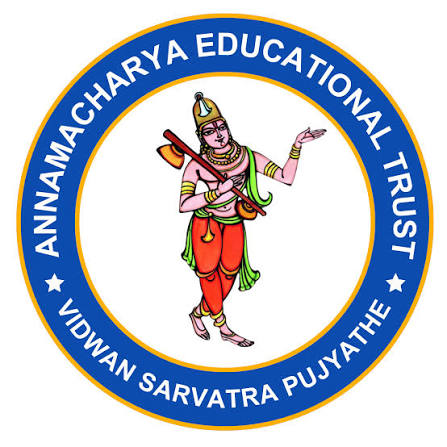 ANNAMACHARYA EDUCATIONAL TRUST
VIDWAN SARVATRA PUJYATHE